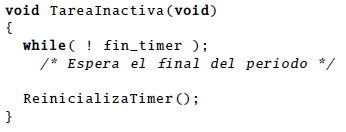 void TareaInactiva(void)
{
while( ! fin_timer );
/* Espera el final del periodo */
ReinicializaTimer();
}